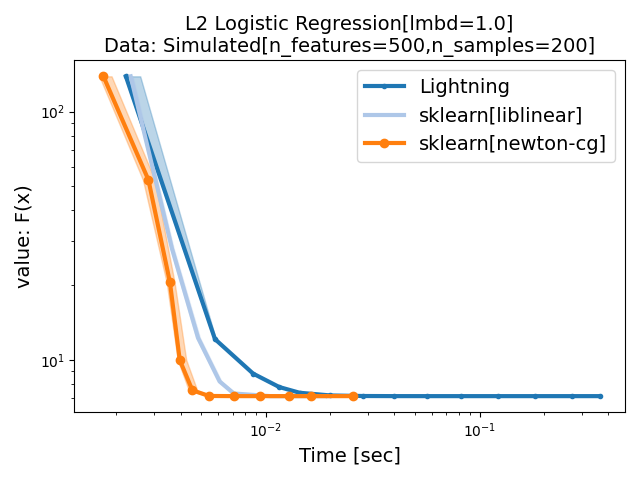 L2 Logistic Regression[lmbd=1.0]
Data: Simulated[n_features=500,n_samples=200]
Lightning
sklearn[liblinear]
sklearn[newton-cg]
value: F(x)
10²
10¹
10⁻²
10⁻¹
Time [sec]